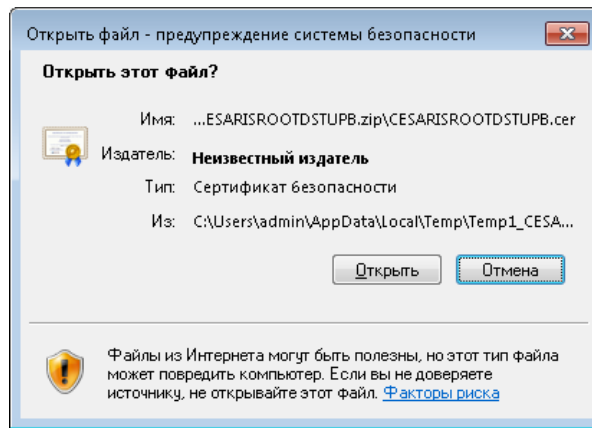 Открыть файл - предупреждение системы безопасности
Открыть этот файл?
Имя: ...ESARISROOTDSTUPB.zip\CESARISROOTDSTUPB.cer
Издатель: Неизвестный издатель
Тип: Сертификат безопасности
Из: C:\Users\admin\AppData\Local\Temp\Temp1_CESA...
Открыть Отмена
Файлы из Интернета могут быть полезны, но этот тип файла
может повредить компьютер. Если вы не доверяете
источнику, не открывайте этот файл. Факторы риска